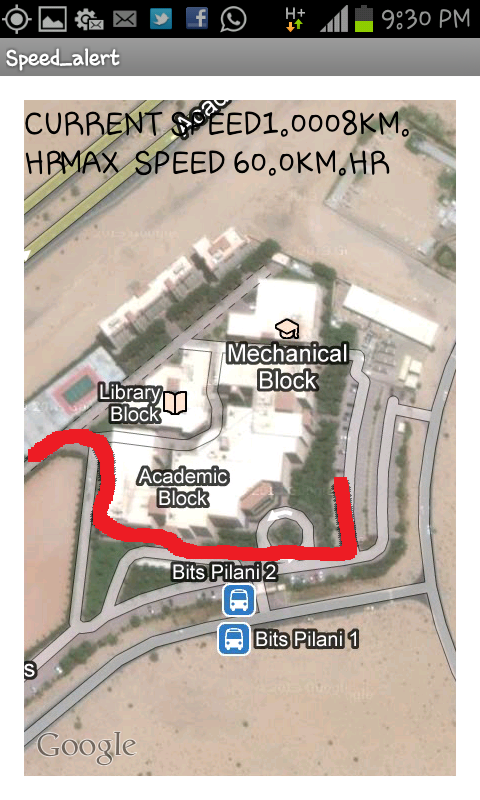 H+
9:30 PM
Speed_alert
Acad
CURRENT SPEED1.0008KM.
HRMAX SPEED 60.0KM.HR
Mechanical
Block
Library
Block
Academic
Block
Bits Pilani 2
Bits Pilani 1
s
Google